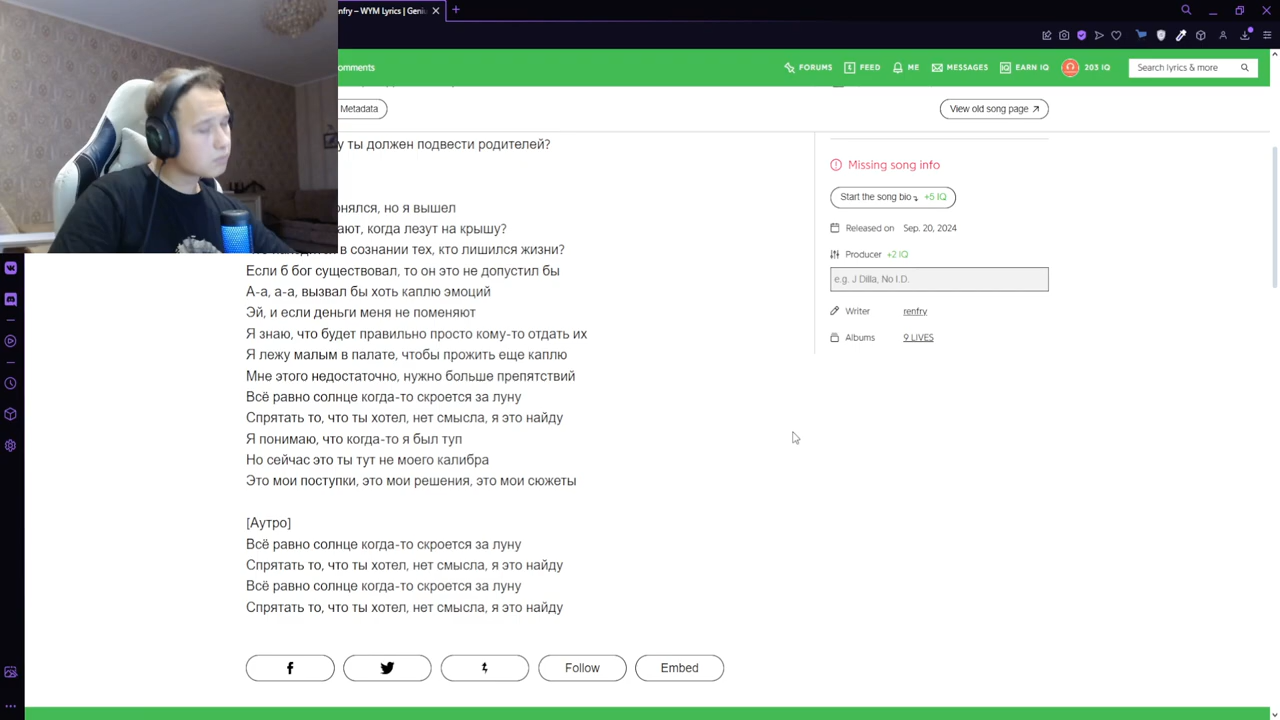 nfry – WYM Lyrics | Geniu
omments
FORUMS
FEED
ME
MESSAGES
EARN IQ
203 IQ
Search lyrics & more
Metadata
View old song page
у ты должен подвести родителей?
Missing song info
Start the song bio +5 IQ
Released on Sep. 20, 2024
Producer +2 IQ
e.g. J Dilla, No I.D.
Writer renfry
Albums 9 LIVES
онялся, но я вышел
ают, когда лезут на крышу?
в сознании тех, кто лишился жизни?
Если б бог существовал, то он это не допустил бы
А-а, а-а, вызвал бы хоть каплю эмоций
Эй, и если деньги меня не поменяют
Я знаю, что будет правильно просто кому-то отдать их
Я лежу малым в палате, чтобы прожить еще каплю
Мне этого недостаточно, нужно больше препятствий
Всё равно солнце когда-то скроется за луну
Спрятать то, что ты хотел, нет смысла, я это найду
Я понимаю, что когда-то я был туп
Но сейчас это ты тут не моего калибра
Это мои поступки, это мои решения, это мои сюжеты
[Аутро]
Всё равно солнце когда-то скроется за луну
Спрятать то, что ты хотел, нет смысла, я это найду
Всё равно солнце когда-то скроется за луну
Спрятать то, что ты хотел, нет смысла, я это найду
Follow
Embed